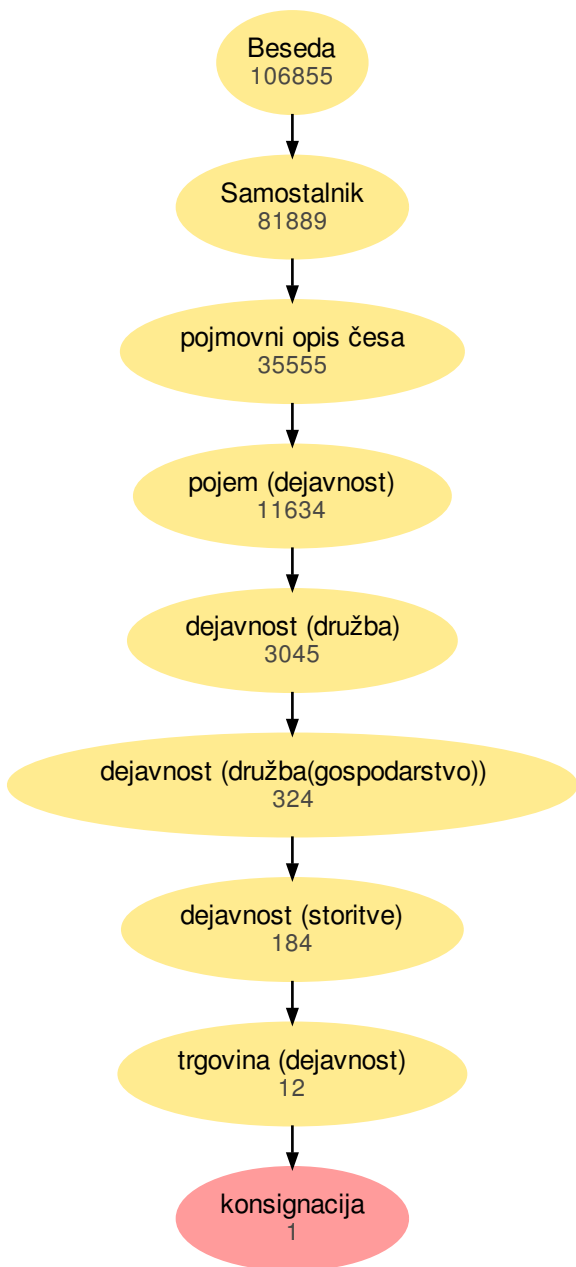 Beseda
106855
Samostalnik
81889
pojmovni opis česa
35555
pojem (dejavnost)
11634
dejavnost (družba)
3045
dejavnost (družba(gospodarstvo))
324
dejavnost (storitve)
184
trgovina (dejavnost)
12
konsignacija
1